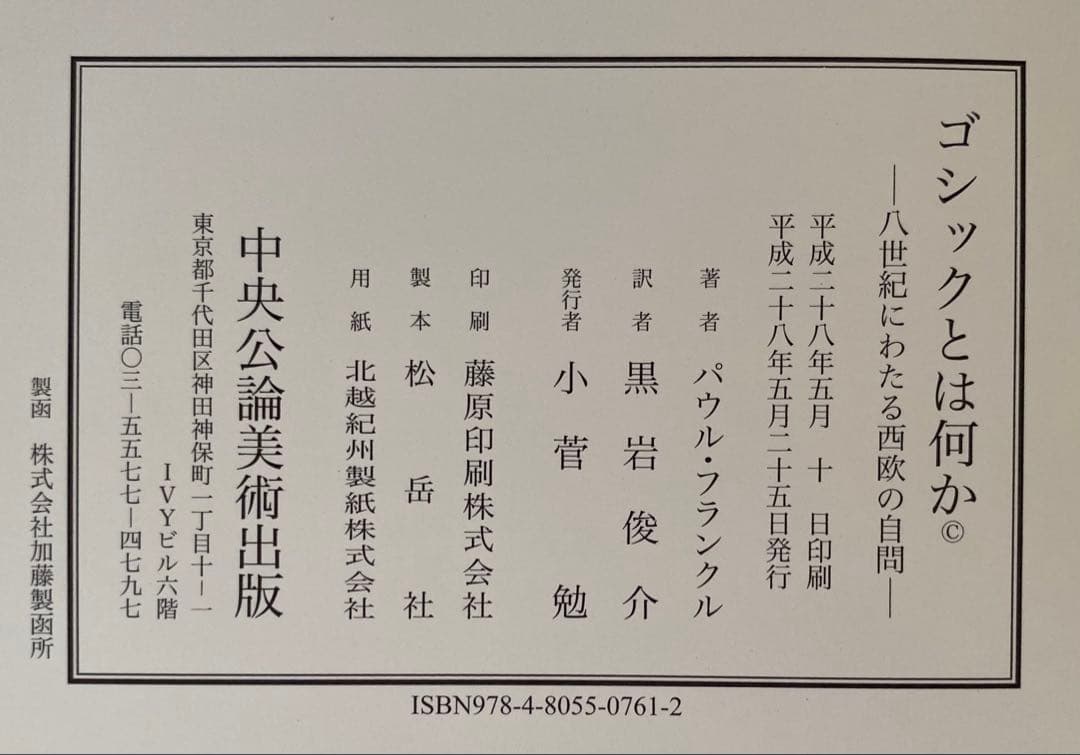 ゴシックとは何か©
―八世紀にわたる西欧の自問―
平成二十八年五月　十　日印刷
平成二十八年五月二十五日発行
著者　パウル・フランクル
訳者　黒岩俊介
発行者　小菅勉
印刷　藤原印刷株式会社
製本　松岳社
用紙　北越紀州製紙株式会社
中央公論美術出版
東京都千代田区神田神保町一丁目十－一
IVYビル六階
電話〇三－五五七七－四七九七
製函　株式会社加藤製函所
ISBN978-4-8055-0761-2